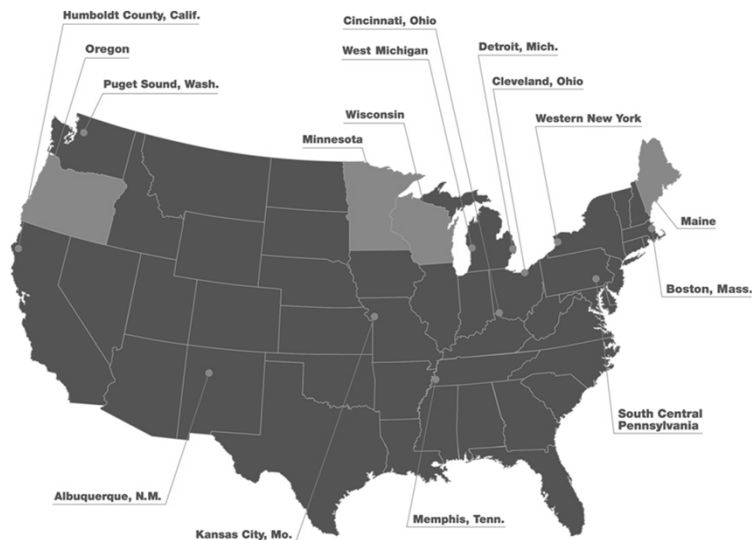 Humboldt County, Calif.
Oregon
Puget Sound, Wash.
Cincinnati, Ohio
West Michigan
Wisconsin
Minnesota
Detroit, Mich.
Cleveland, Ohio
Western New York
Maine
Boston, Mass.
South Central
Pennsylvania
Albuquerque, N.M.
Kansas City, Mo.
Memphis, Tenn.